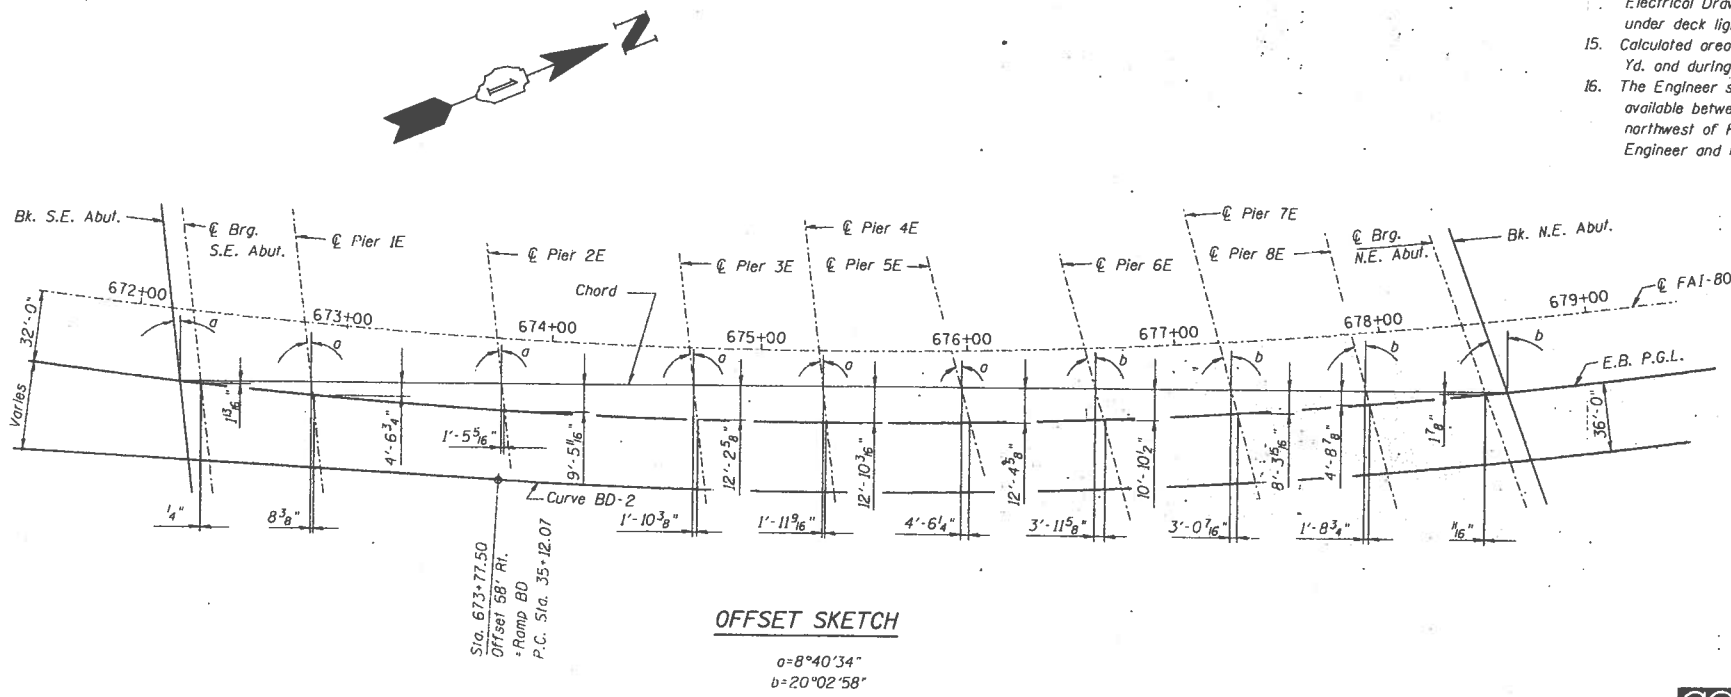 Electrical Draw
under deck lig
15. Calculated area
Yd. and during
16. The Engineer s
available betwe
northwest of
Engineer and
N
1
Bk. S.E. Abut.
℄ Brg.
S.E. Abut.
℄ Pier 1E
℄ Pier 2E
℄ Pier 3E
℄ Pier 4E
℄ Pier 5E
℄ Pier 6E
℄ Pier 7E
℄ Pier 8E
℄ Brg.
N.E. Abut.
Bk. N.E. Abut.
Chord
672+00
673+00
674+00
675+00
676+00
677+00
678+00
679+00
℄ FAI-80
32'-0"
Varies
a
a
a
a
a
a
b
b
b
b
E.B. P.G.L.
36'-0"
1 13/16"
4'-6 3/4"
1'-5 5/16"
9'-5 11/16"
12'-2 5/8"
12'-10 3/16"
12'-4 5/8"
10'-10 1/2"
8'-3 15/16"
4'-8 7/8"
1 7/8"
Curve BD-2
1/4"
8 3/8"
1'-10 3/8"
1'-11 9/16"
4'-6 1/4"
3'-11 5/8"
3'-0 7/16"
1'-8 3/4"
11/16"
Sta. 673+77.50
Offset 58' Rt.
=Ramp BD
P.C. Sta. 35+12.07
OFFSET SKETCH
a=8°40'34"
b=20°02'58"